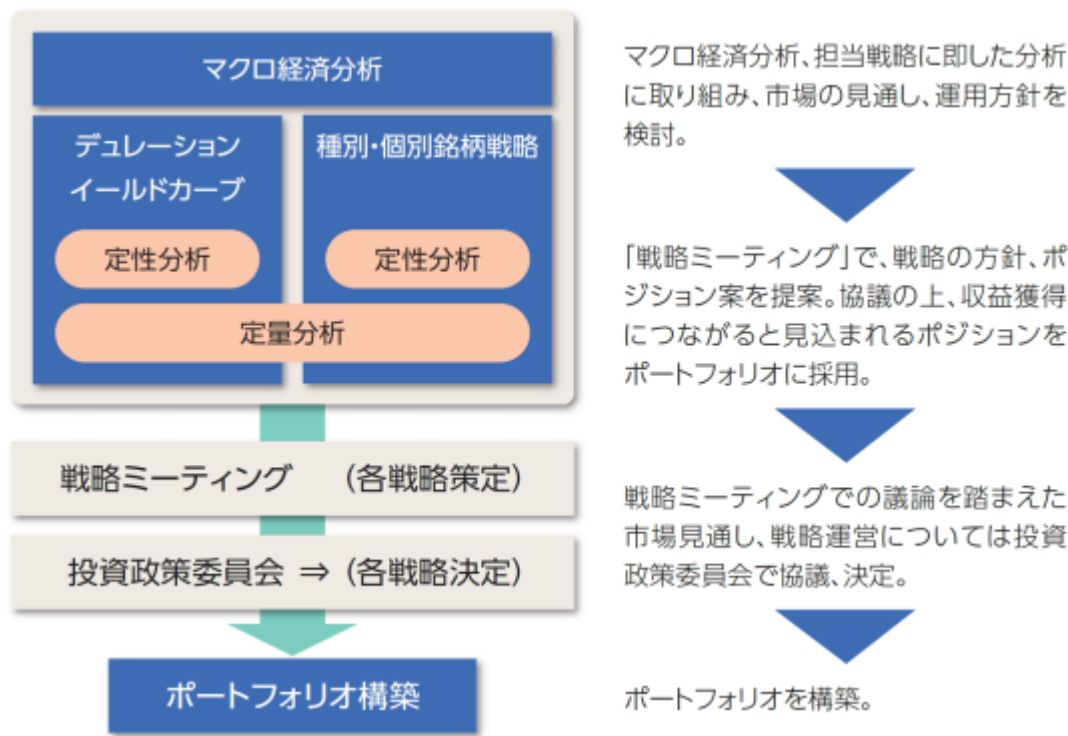 マクロ経済分析
デュレーション
イールドカーブ
種別・個別銘柄戦略
定性分析
定性分析
定量分析
戦略ミーティング (各戦略策定)
投資政策委員会 ⇒ (各戦略決定)
ポートフォリオ構築
マクロ経済分析、担当戦略に即した分析
に取り組み、市場の見通し、運用方針を
検討。
「戦略ミーティング」で、戦略の方針、ポ
ジション案を提案。協議の上、収益獲得
につながると見込まれるポジションを
ポートフォリオに採用。
戦略ミーティングでの議論を踏まえた
市場見通し、戦略運営については投資
政策委員会で協議、決定。
ポートフォリオを構築。